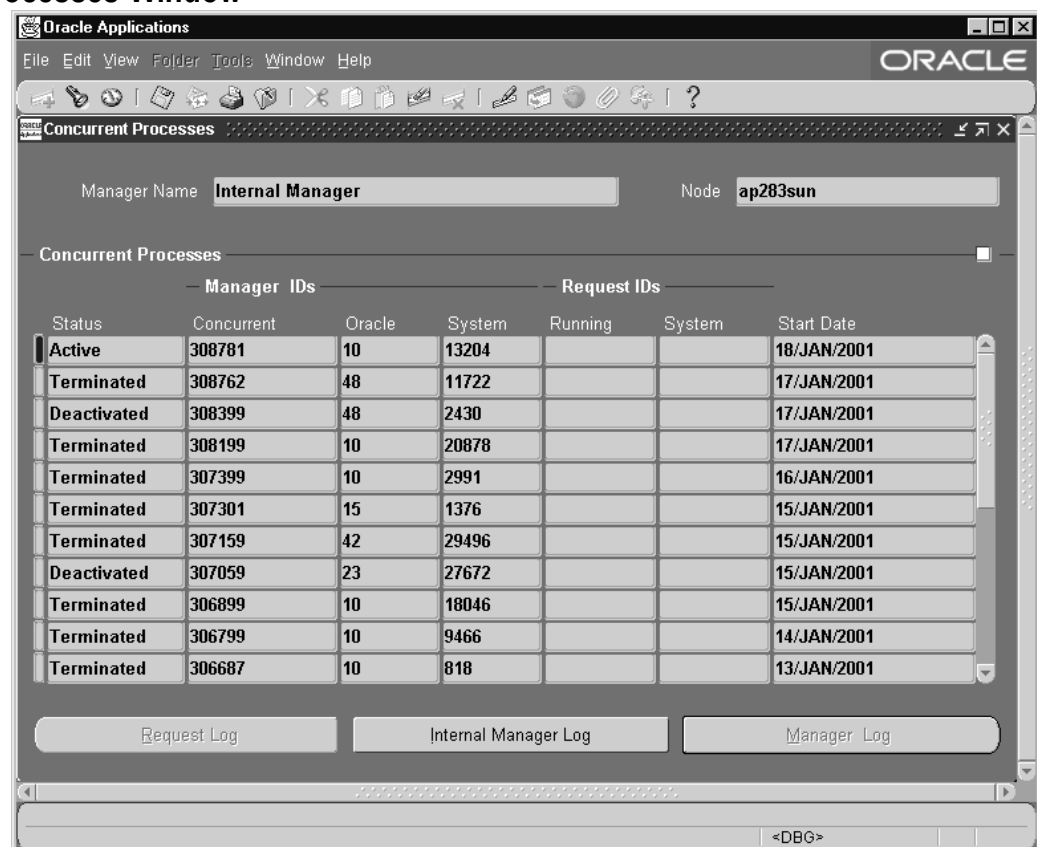 Oracle Applications
File Edit View Folder Tools Window Help
ORACLE
Concurrent Processes
Manager Name Internal Manager Node ap283sun
Concurrent Processes
Manager IDs Request IDs
Status Concurrent Oracle System Running System Start Date
Active 308781 10 13204 18/JAN/2001
Terminated 308762 48 11722 17/JAN/2001
Deactivated 308399 48 2430 17/JAN/2001
Terminated 308199 10 20878 17/JAN/2001
Terminated 307399 10 2991 16/JAN/2001
Terminated 307301 15 1376 15/JAN/2001
Terminated 307159 42 29496 15/JAN/2001
Deactivated 307059 23 27672 15/JAN/2001
Terminated 306899 10 18046 15/JAN/2001
Terminated 306799 10 9466 14/JAN/2001
Terminated 306687 10 818 13/JAN/2001
Request Log Internal Manager Log Manager Log
<DBG>